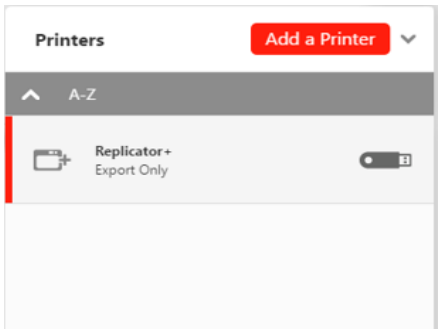 Printers
Add a Printer
A-Z
Replicator+
Export Only